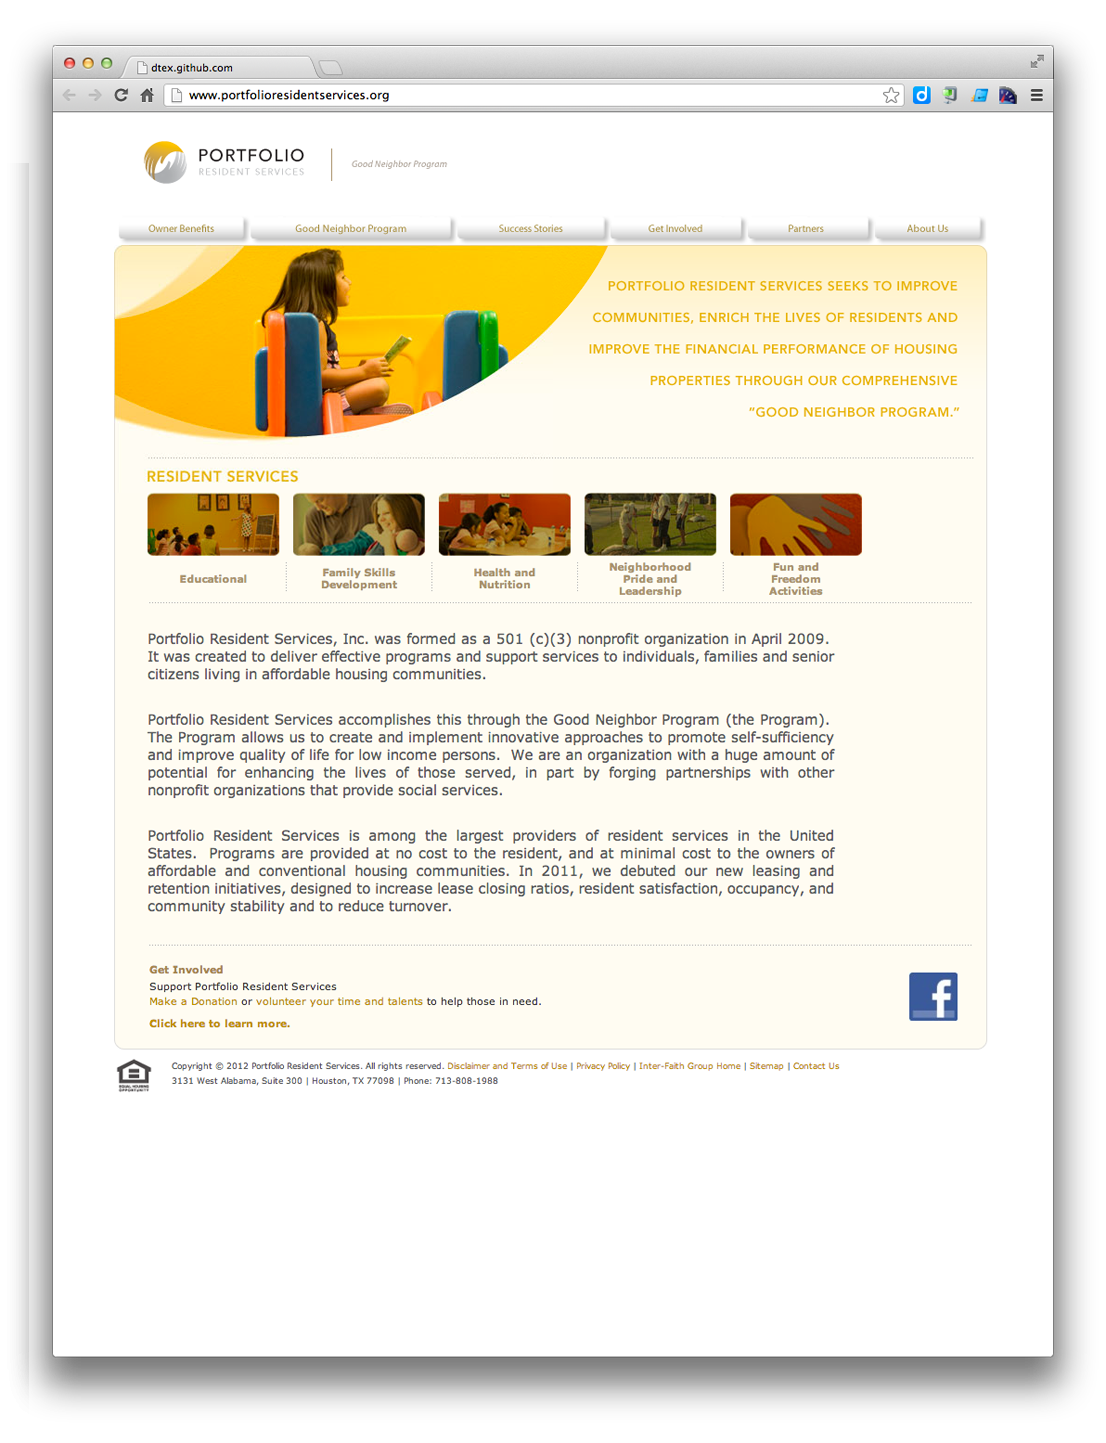 dtex.github.com
www.portfolioresidentservices.org
PORTFOLIO
RESIDENT SERVICES
Good Neighbor Program
Owner Benefits
Good Neighbor Program
Success Stories
Get Involved
Partners
About Us
PORTFOLIO RESIDENT SERVICES SEEKS TO IMPROVE
COMMUNITIES, ENRICH THE LIVES OF RESIDENTS AND
IMPROVE THE FINANCIAL PERFORMANCE OF HOUSING
PROPERTIES THROUGH OUR COMPREHENSIVE
"GOOD NEIGHBOR PROGRAM."
RESIDENT SERVICES
Educational
Family Skills
Development
Health and
Nutrition
Neighborhood
Pride and
Leadership
Fun and
Freedom
Activities
Portfolio Resident Services, Inc. was formed as a 501 (c)(3) nonprofit organization in April 2009.
It was created to deliver effective programs and support services to individuals, families and senior
citizens living in affordable housing communities.
Portfolio Resident Services accomplishes this through the Good Neighbor Program (the Program).
The Program allows us to create and implement innovative approaches to promote self-sufficiency
and improve quality of life for low income persons. We are an organization with a huge amount of
potential for enhancing the lives of those served, in part by forging partnerships with other
nonprofit organizations that provide social services.
Portfolio Resident Services is among the largest providers of resident services in the United
States. Programs are provided at no cost to the resident, and at minimal cost to the owners of
affordable and conventional housing communities. In 2011, we debuted our new leasing and
retention initiatives, designed to increase lease closing ratios, resident satisfaction, occupancy, and
community stability and to reduce turnover.
Get Involved
Support Portfolio Resident Services
Make a Donation or volunteer your time and talents to help those in need.
Click here to learn more.
f
EQUAL HOUSING
OPPORTUNITY
Copyright © 2012 Portfolio Resident Services. All rights reserved. Disclaimer and Terms of Use | Privacy Policy | Inter-Faith Group Home | Sitemap | Contact Us
3131 West Alabama, Suite 300 | Houston, TX 77098 | Phone: 713-808-1988